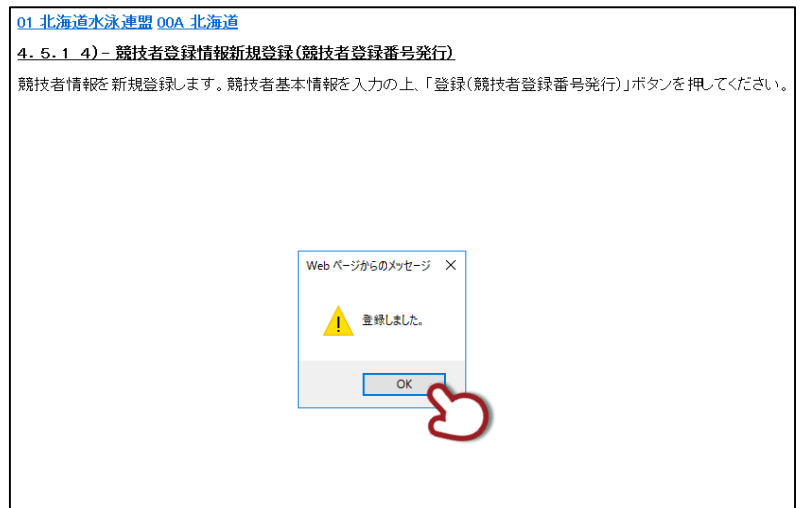 01 北海道水泳連盟 00A 北海道
4．5．1 4）- 競技者登録情報新規登録(競技者登録番号発行)
競技者情報を新規登録します。競技者基本情報を入力の上、「登録(競技者登録番号発行)」ボタンを押してください。
Web ページからのメッセージ
登録しました。
OK